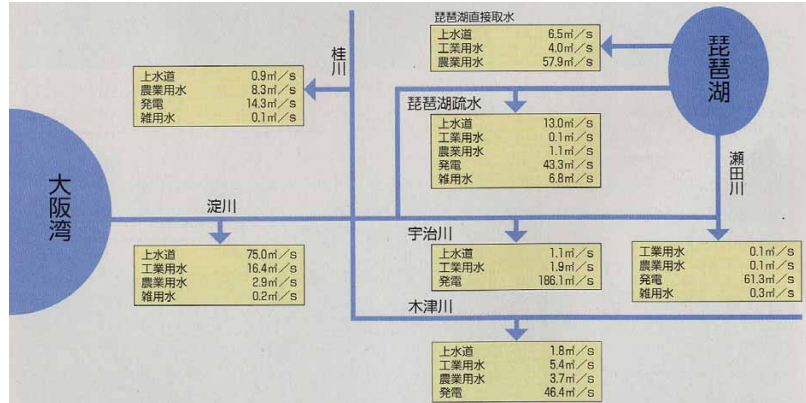 琵琶湖直接取水
上水道 6.5㎥/s
工業用水 4.0㎥/s
農業用水 57.9㎥/s
琵琶湖
桂川
上水道 0.9㎥/s
農業用水 8.3㎥/s
発電 14.3㎥/s
雑用水 0.1㎥/s
琵琶湖疏水
上水道 13.0㎥/s
工業用水 0.1㎥/s
農業用水 1.1㎥/s
発電 43.3㎥/s
雑用水 6.8㎥/s
瀬田川
大阪湾
淀川
上水道 75.0㎥/s
工業用水 16.4㎥/s
農業用水 2.9㎥/s
雑用水 0.2㎥/s
宇治川
上水道 1.1㎥/s
工業用水 1.9㎥/s
発電 186.1㎥/s
工業用水 0.1㎥/s
農業用水 0.1㎥/s
発電 61.3㎥/s
雑用水 0.3㎥/s
木津川
上水道 1.8㎥/s
工業用水 5.4㎥/s
農業用水 3.7㎥/s
発電 46.4㎥/s